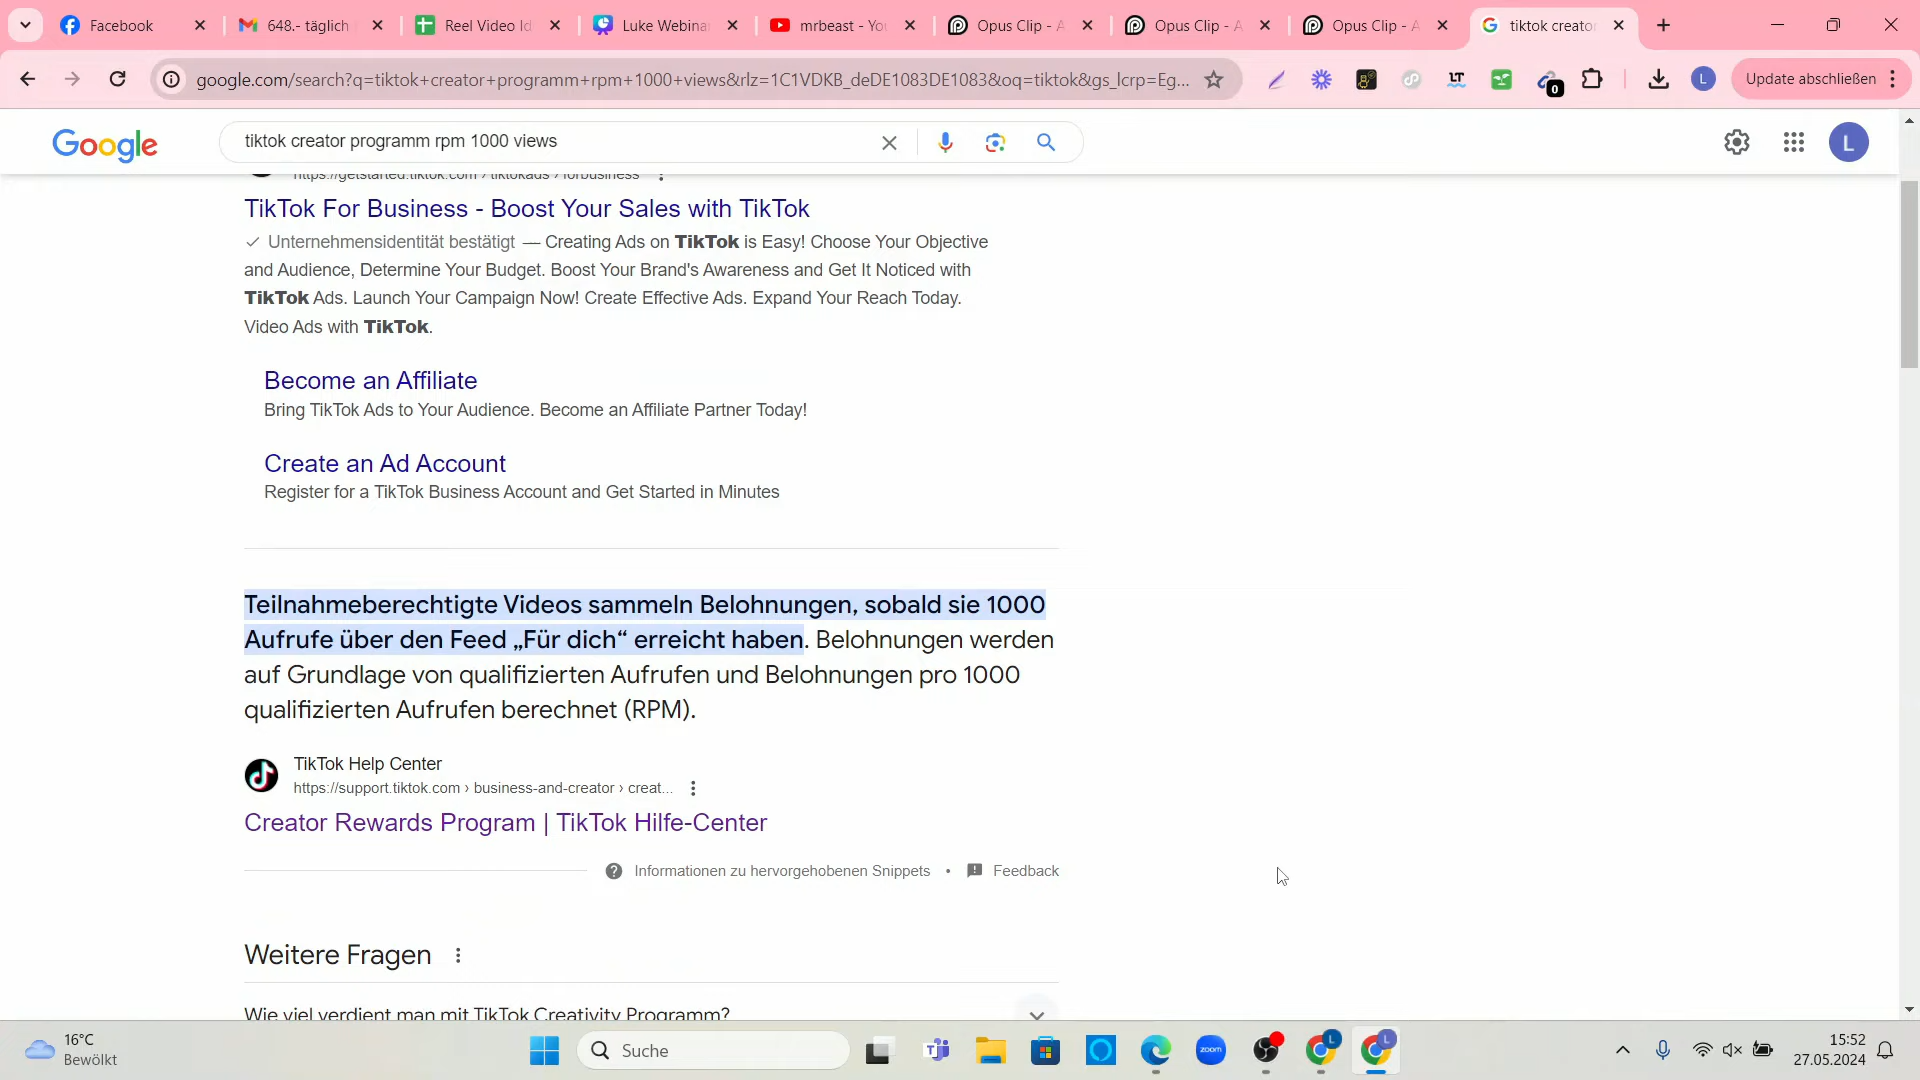 Facebook
648.- täglich
Reel Video Id
Luke Webinar
mrbeast - Yo
Opus Clip - A
Opus Clip - A
Opus Clip - A
tiktok creator
google.com/search?q=tiktok+creator+programm+rpm+1000+views&rlz=1C1VDKB_deDE1083DE1083&oq=tiktok&gs_lcrp=Eg...
LT
0
L
Update abschließen
Google
tiktok creator programm rpm 1000 views
L
https://getstarted.tiktok.com › tiktokads › forbusiness
TikTok For Business - Boost Your Sales with TikTok
Unternehmensidentität bestätigt — Creating Ads on TikTok is Easy! Choose Your Objective
and Audience, Determine Your Budget. Boost Your Brand's Awareness and Get It Noticed with
TikTok Ads. Launch Your Campaign Now! Create Effective Ads. Expand Your Reach Today.
Video Ads with TikTok.
Become an Affiliate
Bring TikTok Ads to Your Audience. Become an Affiliate Partner Today!
Create an Ad Account
Register for a TikTok Business Account and Get Started in Minutes
Teilnahmeberechtigte Videos sammeln Belohnungen, sobald sie 1000
Aufrufe über den Feed „Für dich“ erreicht haben. Belohnungen werden
auf Grundlage von qualifizierten Aufrufen und Belohnungen pro 1000
qualifizierten Aufrufen berechnet (RPM).
TikTok Help Center
https://support.tiktok.com › business-and-creator › creat...
Creator Rewards Program | TikTok Hilfe-Center
Informationen zu hervorgehobenen Snippets • Feedback
Weitere Fragen
Wie viel verdient man mit TikTok Creativity Programm?
16°C
Bewölkt
Suche
zoom
L
L
15:52
27.05.2024